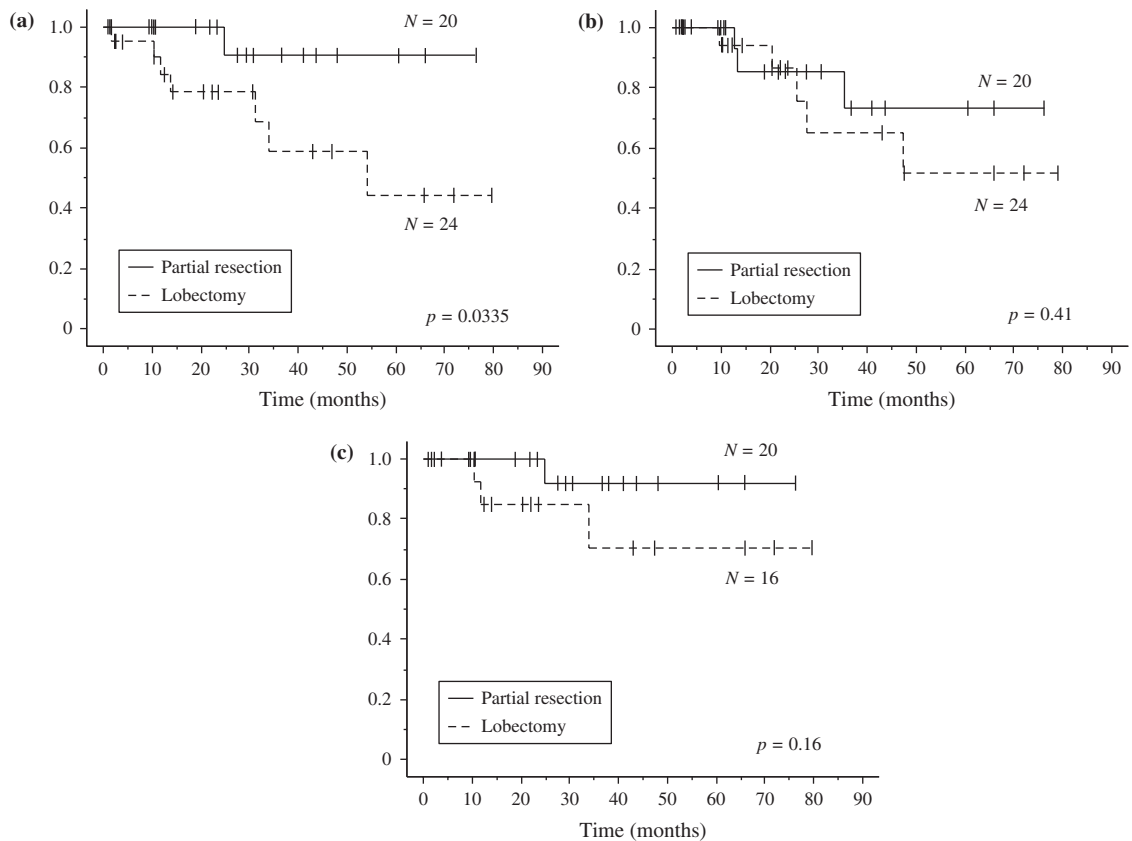 (a)
1.0
0.8
0.6
0.4
0.2
0
N = 20
N = 24
Partial resection
Lobectomy
p = 0.0335
0 10 20 30 40 50 60 70 80 90
Time (months)
(b)
1.0
0.8
0.6
0.4
0.2
0
N = 20
N = 24
Partial resection
Lobectomy
p = 0.41
0 10 20 30 40 50 60 70 80 90
Time (months)
(c)
1.0
0.8
0.6
0.4
0.2
0
N = 20
N = 16
Partial resection
Lobectomy
p = 0.16
0 10 20 30 40 50 60 70 80 90
Time (months)